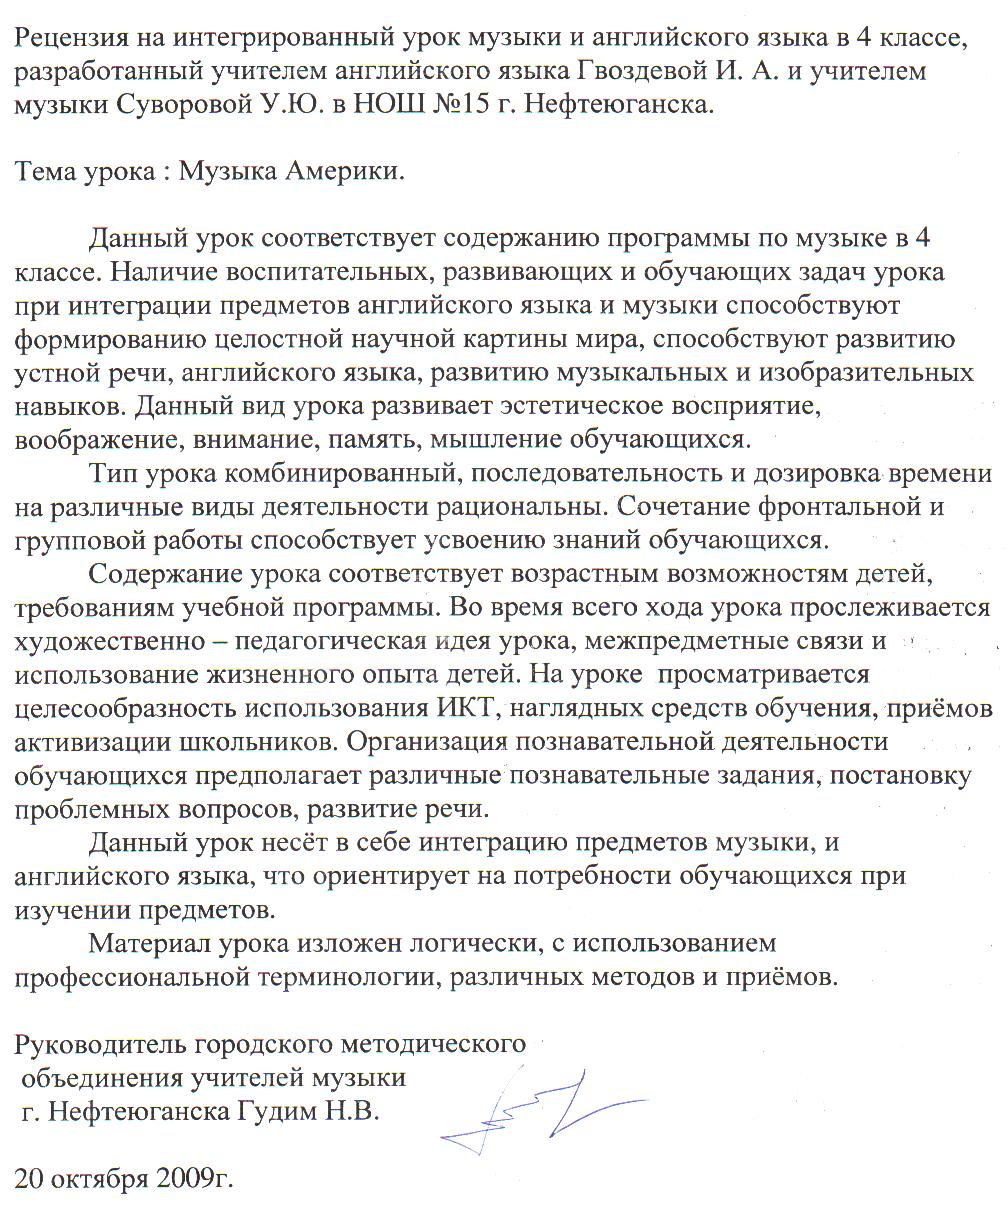 Рецензия на интегрированный урок музыки и английского языка в 4 классе,
разработанный учителем английского языка Гвоздевой И. А. и учителем
музыки Суворовой У.Ю. в НОШ №15 г. Нефтеюганска.
Тема урока : Музыка Америки.
Данный урок соответствует содержанию программы по музыке в 4
классе. Наличие воспитательных, развивающих и обучающих задач урока
при интеграции предметов английского языка и музыки способствуют
формированию целостной научной картины мира, способствуют развитию
устной речи, английского языка, развитию музыкальных и изобразительных
навыков. Данный вид урока развивает эстетическое восприятие,
воображение, внимание, память, мышление обучающихся.
Тип урока комбинированный, последовательность и дозировка времени
на различные виды деятельности рациональны. Сочетание фронтальной и
групповой работы способствует усвоению знаний обучающихся.
Содержание урока соответствует возрастным возможностям детей,
требованиям учебной программы. Во время всего хода урока прослеживается
художественно – педагогическая идея урока, межпредметные связи и
использование жизненного опыта детей. На уроке просматривается
целесообразность использования ИКТ, наглядных средств обучения, приёмов
активизации школьников. Организация познавательной деятельности
обучающихся предполагает различные познавательные задания, постановку
проблемных вопросов, развитие речи.
Данный урок несёт в себе интеграцию предметов музыки, и
английского языка, что ориентирует на потребности обучающихся при
изучении предметов.
Материал урока изложен логически, с использованием
профессиональной терминологии, различных методов и приёмов.
Руководитель городского методического
объединения учителей музыки
г. Нефтеюганска Гудим Н.В.
20 октября 2009г.